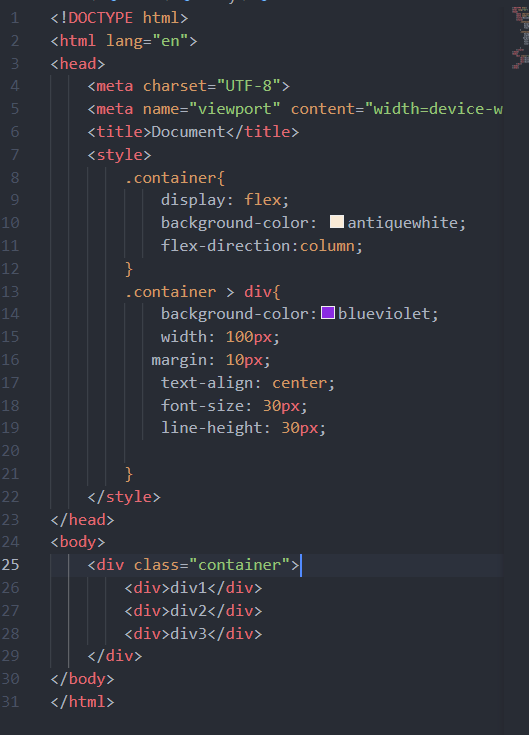 1 <!DOCTYPE html>
2 <html lang="en">
3 <head>
4     <meta charset="UTF-8">
5     <meta name="viewport" content="width=device-w
6     <title>Document</title>
7     <style>
8         .container{
9             display: flex;
10             background-color: antiquewhite;
11             flex-direction:column;
12         }
13         .container > div{
14             background-color:blueviolet;
15             width: 100px;
16            margin: 10px;
17             text-align: center;
18             font-size: 30px;
19             line-height: 30px;
20
21         }
22     </style>
23 </head>
24 <body>
25     <div class="container">
26         <div>div1</div>
27         <div>div2</div>
28         <div>div3</div>
29     </div>
30 </body>
31 </html>